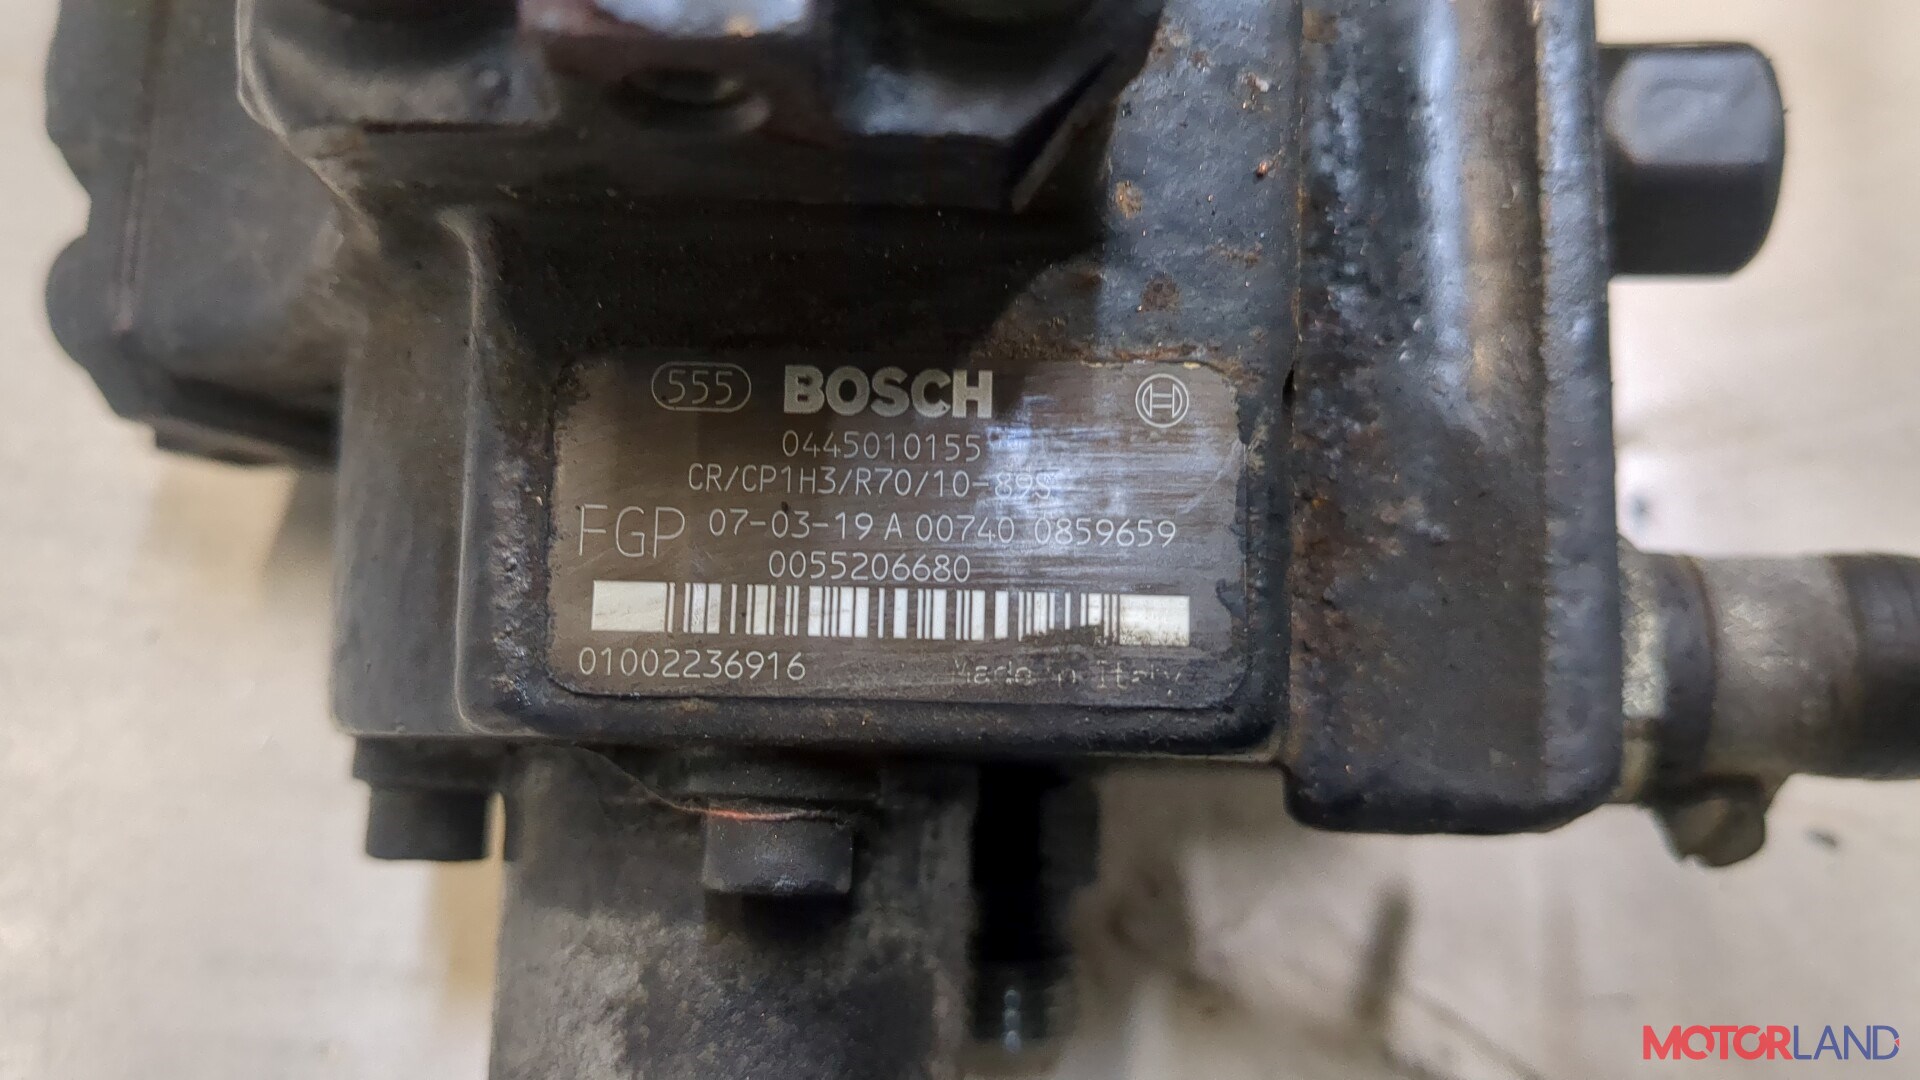 555 BOSCH
0445010155
CR/CP1H3/R70/10-89S
FGP 07-03-19 A 00740 0859659
0055206680
01002236916 Made in Italy
MOTORLAND